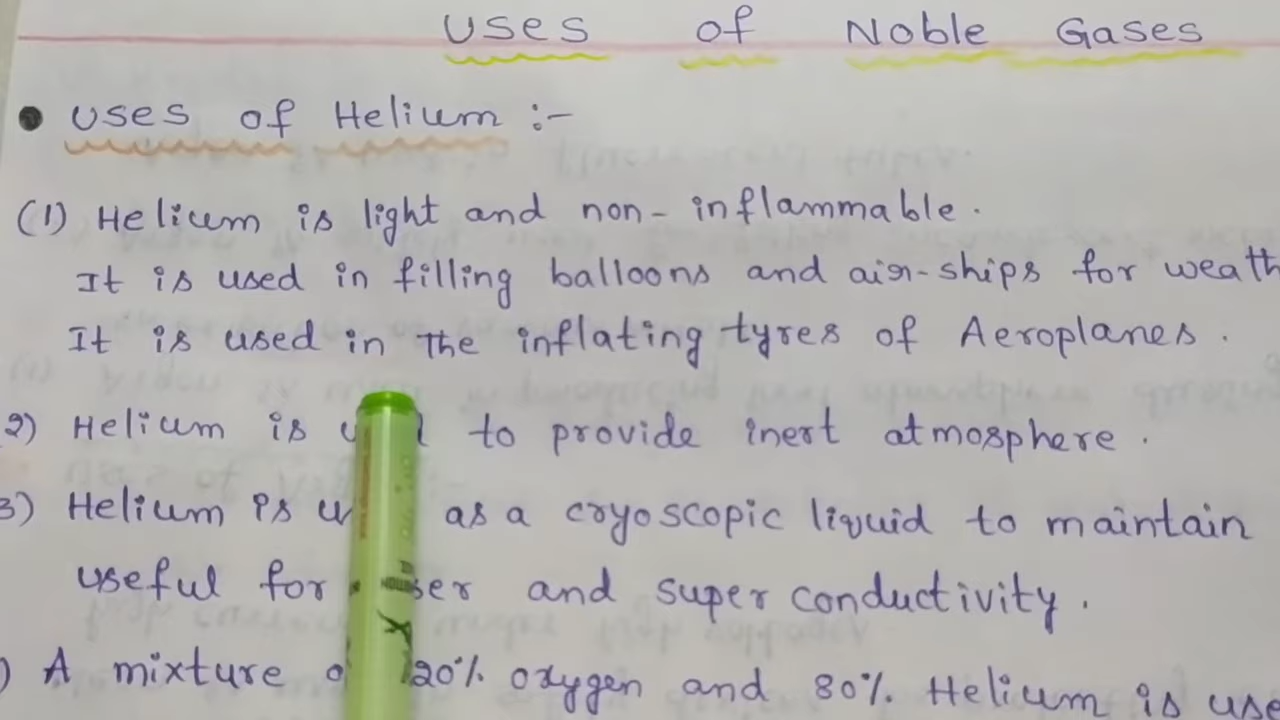 Uses of Noble Gases
• Uses of Helium :-
(1) Helium is light and non-inflammable.
It is used in filling balloons and air-ships for weath
It is used in The inflating tyres of Aeroplanes.
2) Helium is to provide inert atmosphere.
3) Helium is as a cryoscopic liquid to maintain
useful for and super conductivity.
) A mixture 20% oxygen and 80% Helium is use